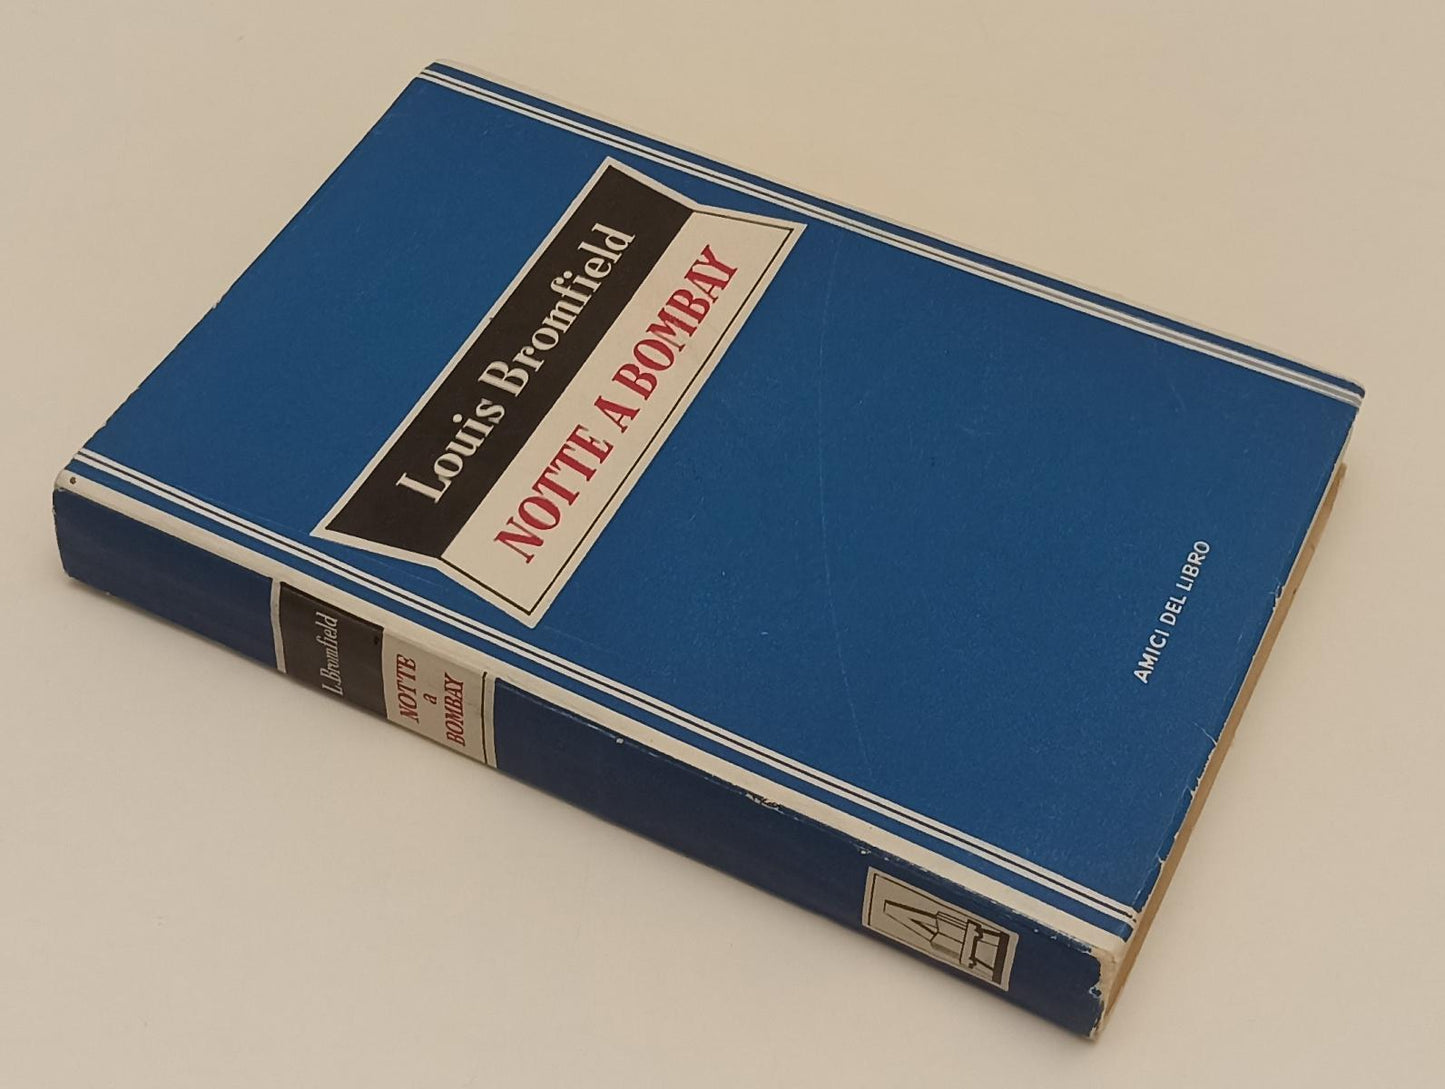 Louis Bromfield
NOTTE A BOMBAY
AMICI DEL LIBRO
L. Bromfield
NOTTE
a
BOMBAY